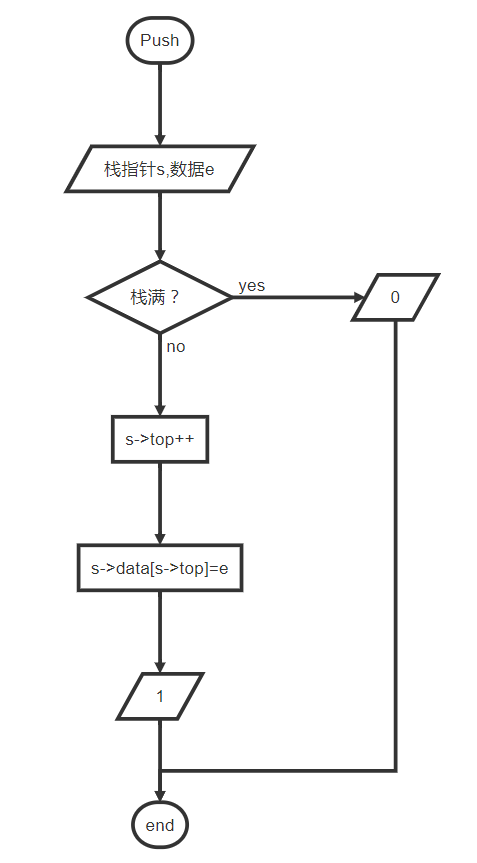 Push
栈指针s,数据e
栈满？
yes
0
no
s->top++
s->data[s->top]=e
1
end